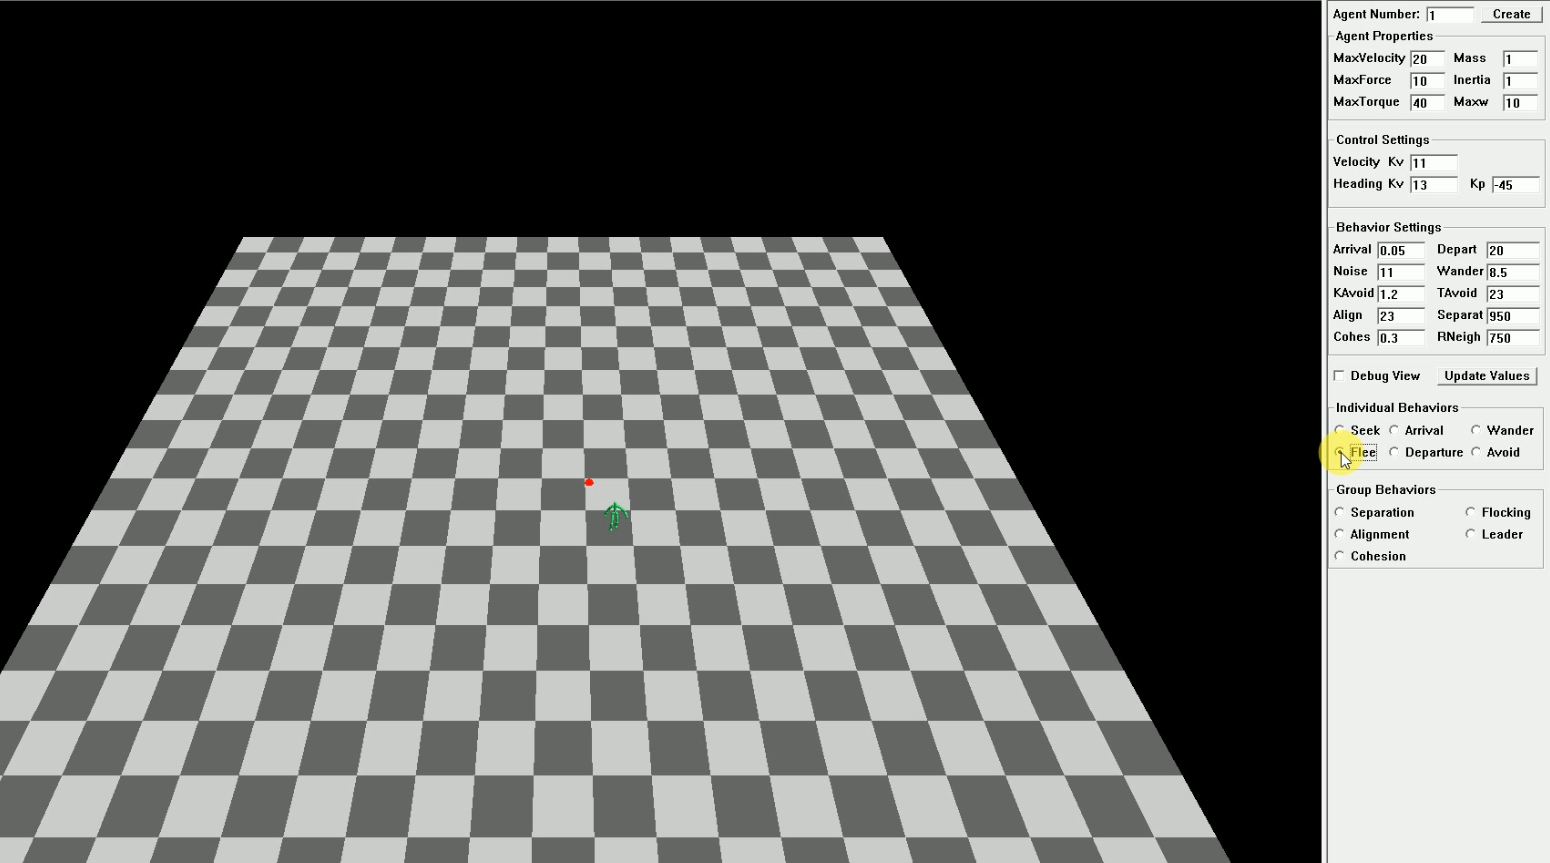 Agent Number: 1 Create
Agent Properties
MaxVelocity 20 Mass 1
MaxForce 10 Inertia 1
MaxTorque 40 Maxw 10
Control Settings
Velocity Kv 11
Heading Kv 13 Kp -45
Behavior Settings
Arrival 0.05 Depart 20
Noise 11 Wander 8.5
KAvoid 1.2 TAvoid 23
Align 23 Separat 950
Cohes 0.3 RNeigh 750
Debug View Update Values
Individual Behaviors
Seek Arrival Wander
Flee Departure Avoid
Group Behaviors
Separation Flocking
Alignment Leader
Cohesion